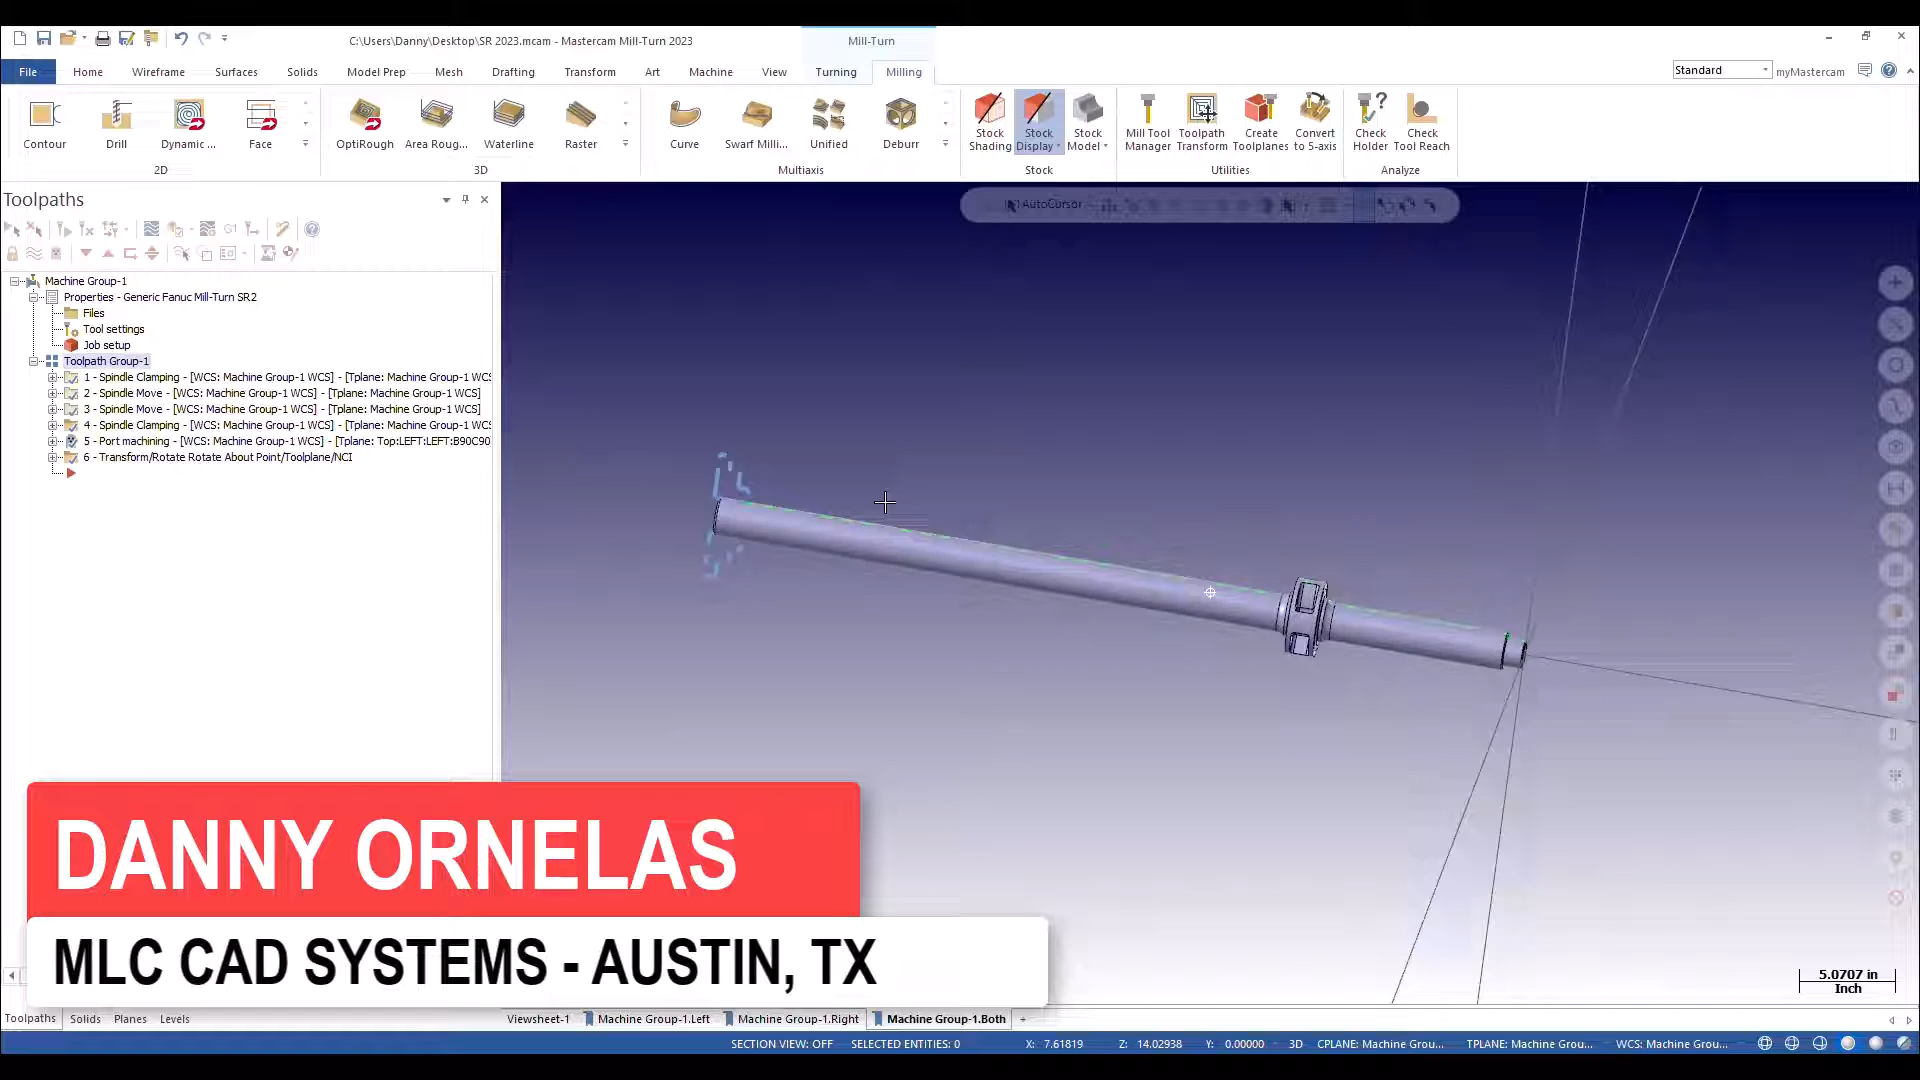 C:\Users\Danny\Desktop\SR 2023.mcam - Mastercam Mill-Turn 2023
Mill-Turn
File Home Wireframe Surfaces Solids Model Prep Mesh Drafting Transform Art Machine View Turning Milling
Standard myMastercam
Contour Drill Dynamic ... Face OptiRough Area Roug... Waterline Raster Curve Swarf Milli... Unified Deburr
Stock Shading Stock Display Stock Model Mill Tool Manager Toolpath Transform Create Toolplanes Convert to 5-axis Check Holder Check Tool Reach
2D 3D Multiaxis Stock Utilities Analyze
Toolpaths
AutoCursor
G1
Machine Group-1
Properties - Generic Fanuc Mill-Turn SR2
Files
Tool settings
Job setup
Toolpath Group-1
1 - Spindle Clamping - [WCS: Machine Group-1 WCS] - [Tplane: Machine Group-1 WCS
2 - Spindle Move - [WCS: Machine Group-1 WCS] - [Tplane: Machine Group-1 WCS]
3 - Spindle Move - [WCS: Machine Group-1 WCS] - [Tplane: Machine Group-1 WCS]
4 - Spindle Clamping - [WCS: Machine Group-1 WCS] - [Tplane: Machine Group-1 WCS
5 - Port machining - [WCS: Machine Group-1 WCS] - [Tplane: Top:LEFT:LEFT:B90C90
6 - Transform/Rotate Rotate About Point/Toolplane/NCI
DANNY ORNELAS
MLC CAD SYSTEMS - AUSTIN, TX
5.0707 in
Inch
Toolpaths Solids Planes Levels
Viewsheet-1 Machine Group-1.Left Machine Group-1.Right Machine Group-1.Both +
SECTION VIEW: OFF SELECTED ENTITIES: 0 X: 7.61819 Z: 14.02938 Y: 0.00000 3D CPLANE: Machine Grou... TPLANE: Machine Grou... WCS: Machine Grou...